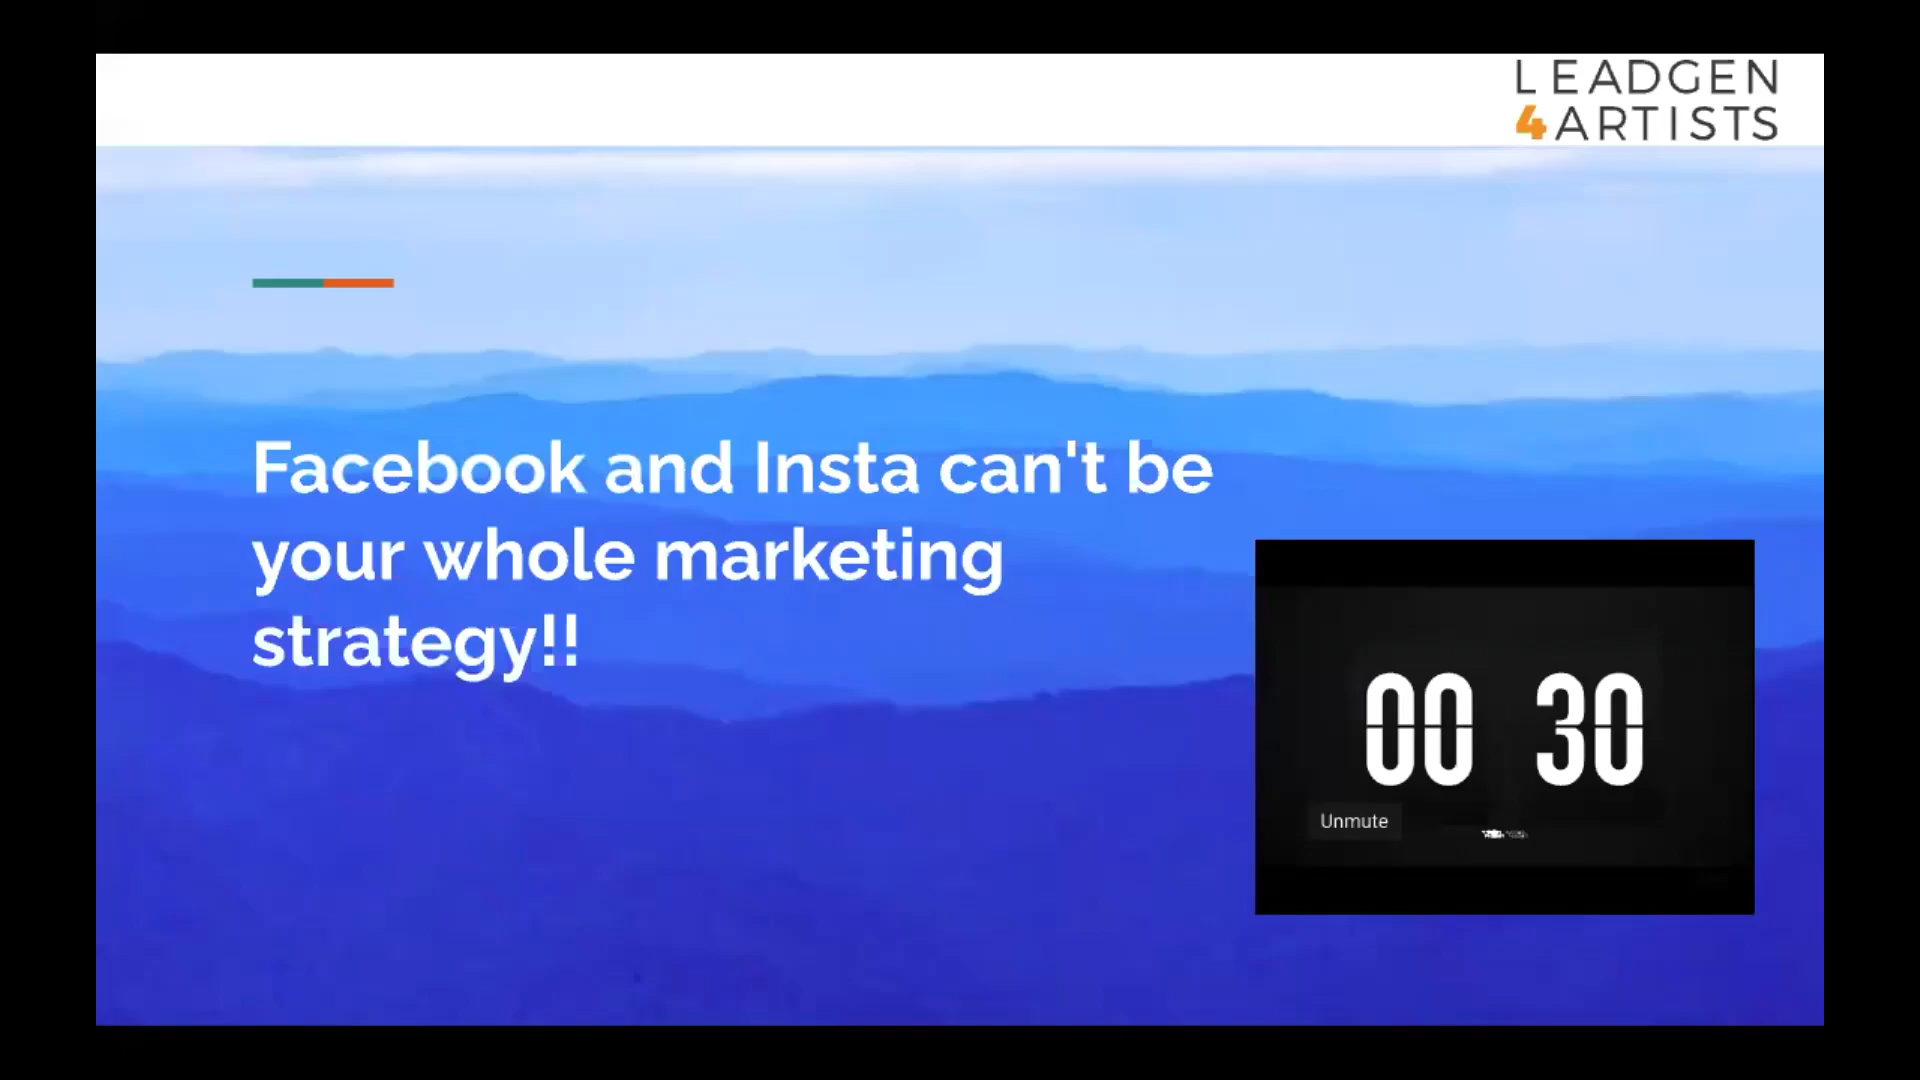 LEADGEN
4ARTISTS
Facebook and Insta can't be
your whole marketing
strategy!!
00 30
Unmute